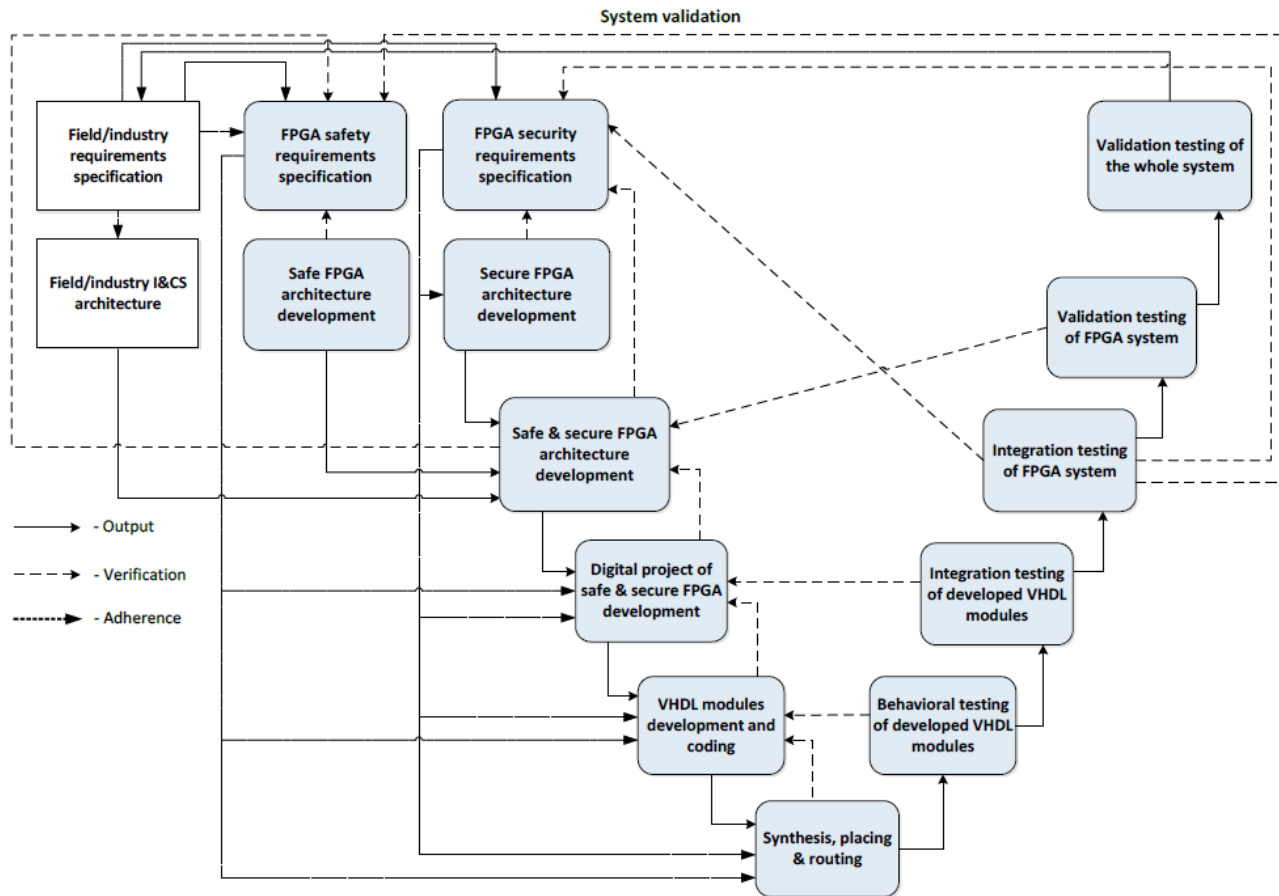 System validation
Field/industry
requirements
specification
FPGA safety
requirements
specification
FPGA security
requirements
specification
Validation testing of
the whole system
Field/industry I&CS
architecture
Safe FPGA
architecture
development
Secure FPGA
architecture
development
Validation testing
of FPGA system
Safe & secure FPGA
architecture
development
Integration testing
of FPGA system
- Output
- Verification
- Adherence
Digital project of
safe & secure FPGA
development
Integration testing
of developed VHDL
modules
VHDL modules
development and
coding
Behavioral testing
of developed VHDL
modules
Synthesis, placing
& routing